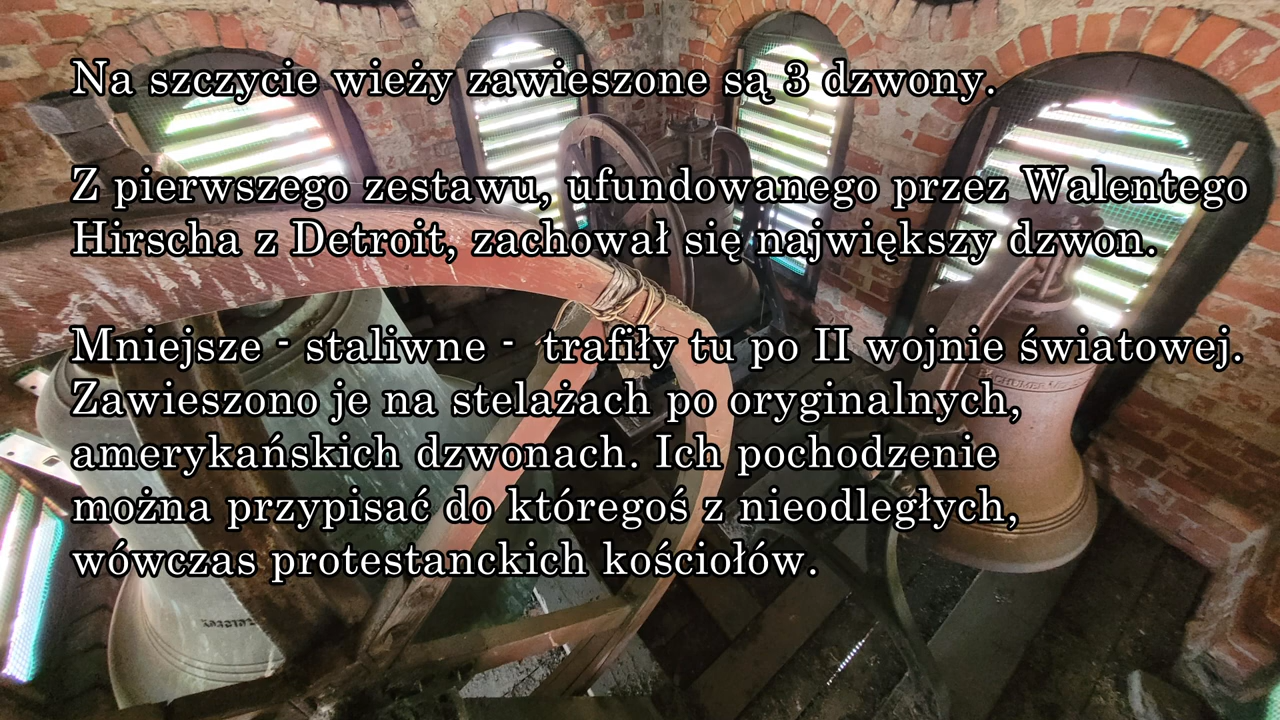 Na szczycie wieży zawieszone są 3 dzwony.
Z pierwszego zestawu, ufundowanego przez Walentego
Hirscha z Detroit, zachował się największy dzwon.
Mniejsze - staliwne - trafiły tu po II wojnie światowej.
Zawieszono je na stelażach po oryginalnych,
amerykańskich dzwonach. Ich pochodzenie
można przypisać do któregoś z nieodległych,
wówczas protestanckich kościołów.